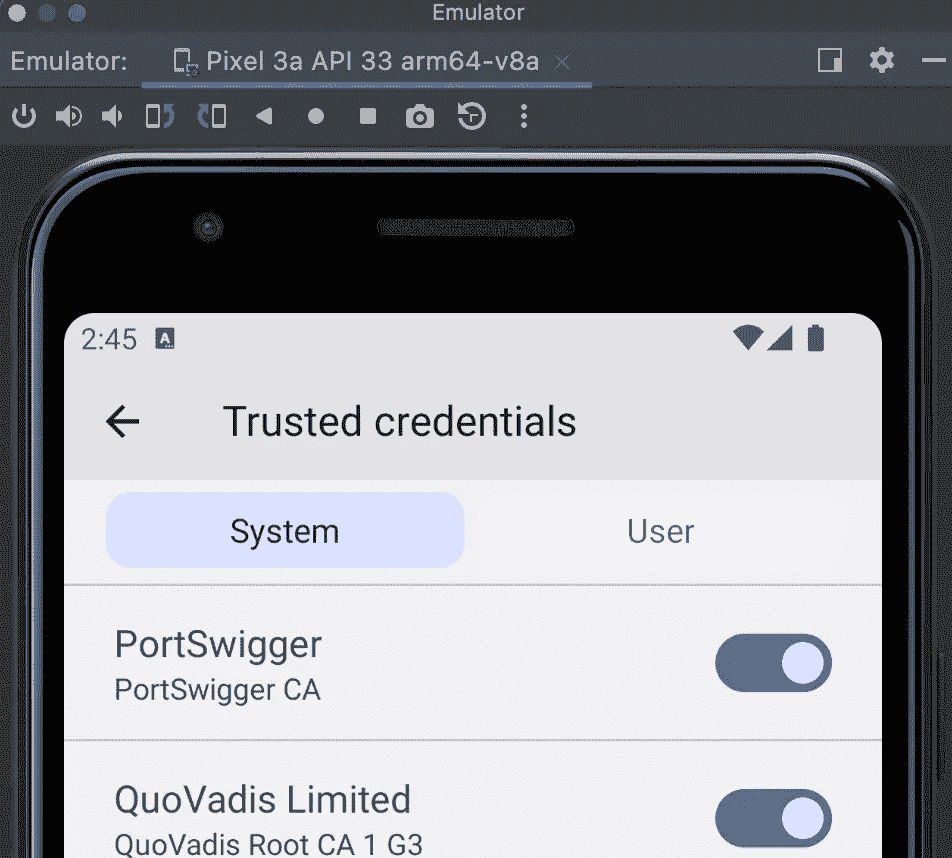 Emulator
Emulator: Pixel 3a API 33 arm64-v8a
2:45 A
Trusted credentials
System User
PortSwigger
PortSwigger CA
QuoVadis Limited
QuoVadis Root CA 1 G3